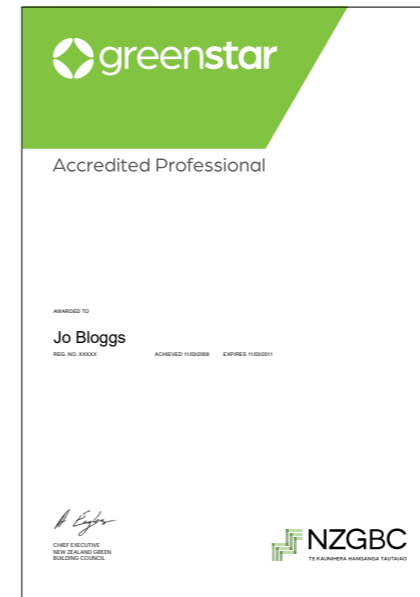 greenstar
Accredited Professional
AWARDED TO
Jo Bloggs
REG. NO. XXXXX ACHIEVED 11/03/2009 EXPIRES 11/03/2011
CHIEF EXECUTIVE
NEW ZEALAND GREEN
BUILDING COUNCIL
NZGBC
TE KAUNIHERA HANGANGA TAUTAIAO